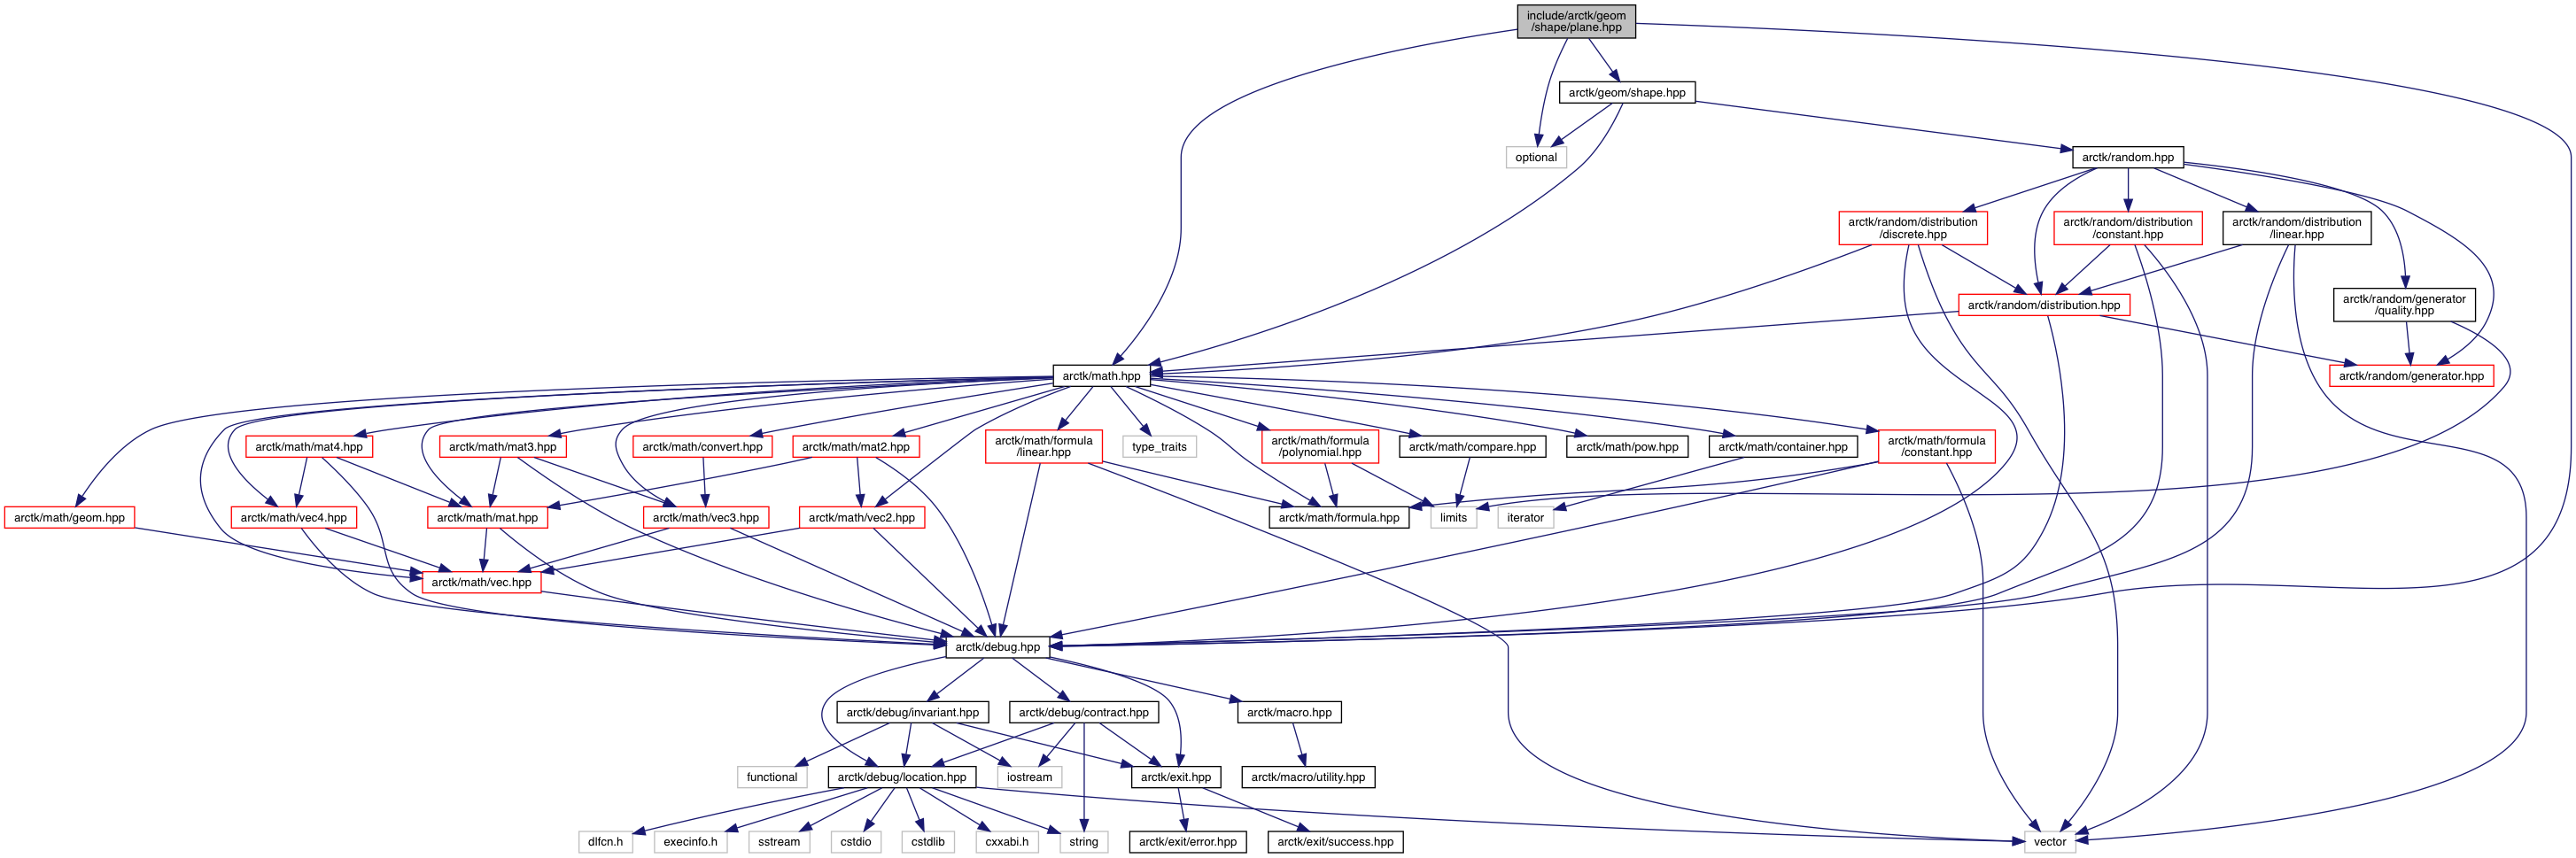 include/arctk/geom
/shape/plane.hpp
arctk/geom/shape.hpp
optional
arctk/random.hpp
arctk/random/distribution
/discrete.hpp
arctk/random/distribution
/constant.hpp
arctk/random/distribution
/linear.hpp
arctk/random/distribution.hpp
arctk/random/generator
/quality.hpp
arctk/math.hpp
arctk/random/generator.hpp
arctk/math/mat4.hpp
arctk/math/mat3.hpp
arctk/math/convert.hpp
arctk/math/mat2.hpp
arctk/math/formula
/linear.hpp
type_traits
arctk/math/formula
/polynomial.hpp
arctk/math/compare.hpp
arctk/math/pow.hpp
arctk/math/container.hpp
arctk/math/formula
/constant.hpp
arctk/math/geom.hpp
arctk/math/vec4.hpp
arctk/math/mat.hpp
arctk/math/vec3.hpp
arctk/math/vec2.hpp
arctk/math/formula.hpp
limits
iterator
arctk/math/vec.hpp
arctk/debug.hpp
arctk/debug/invariant.hpp
arctk/debug/contract.hpp
arctk/macro.hpp
functional
arctk/debug/location.hpp
iostream
arctk/exit.hpp
arctk/macro/utility.hpp
dlfcn.h
execinfo.h
sstream
cstdio
cstdlib
cxxabi.h
string
arctk/exit/error.hpp
arctk/exit/success.hpp
vector